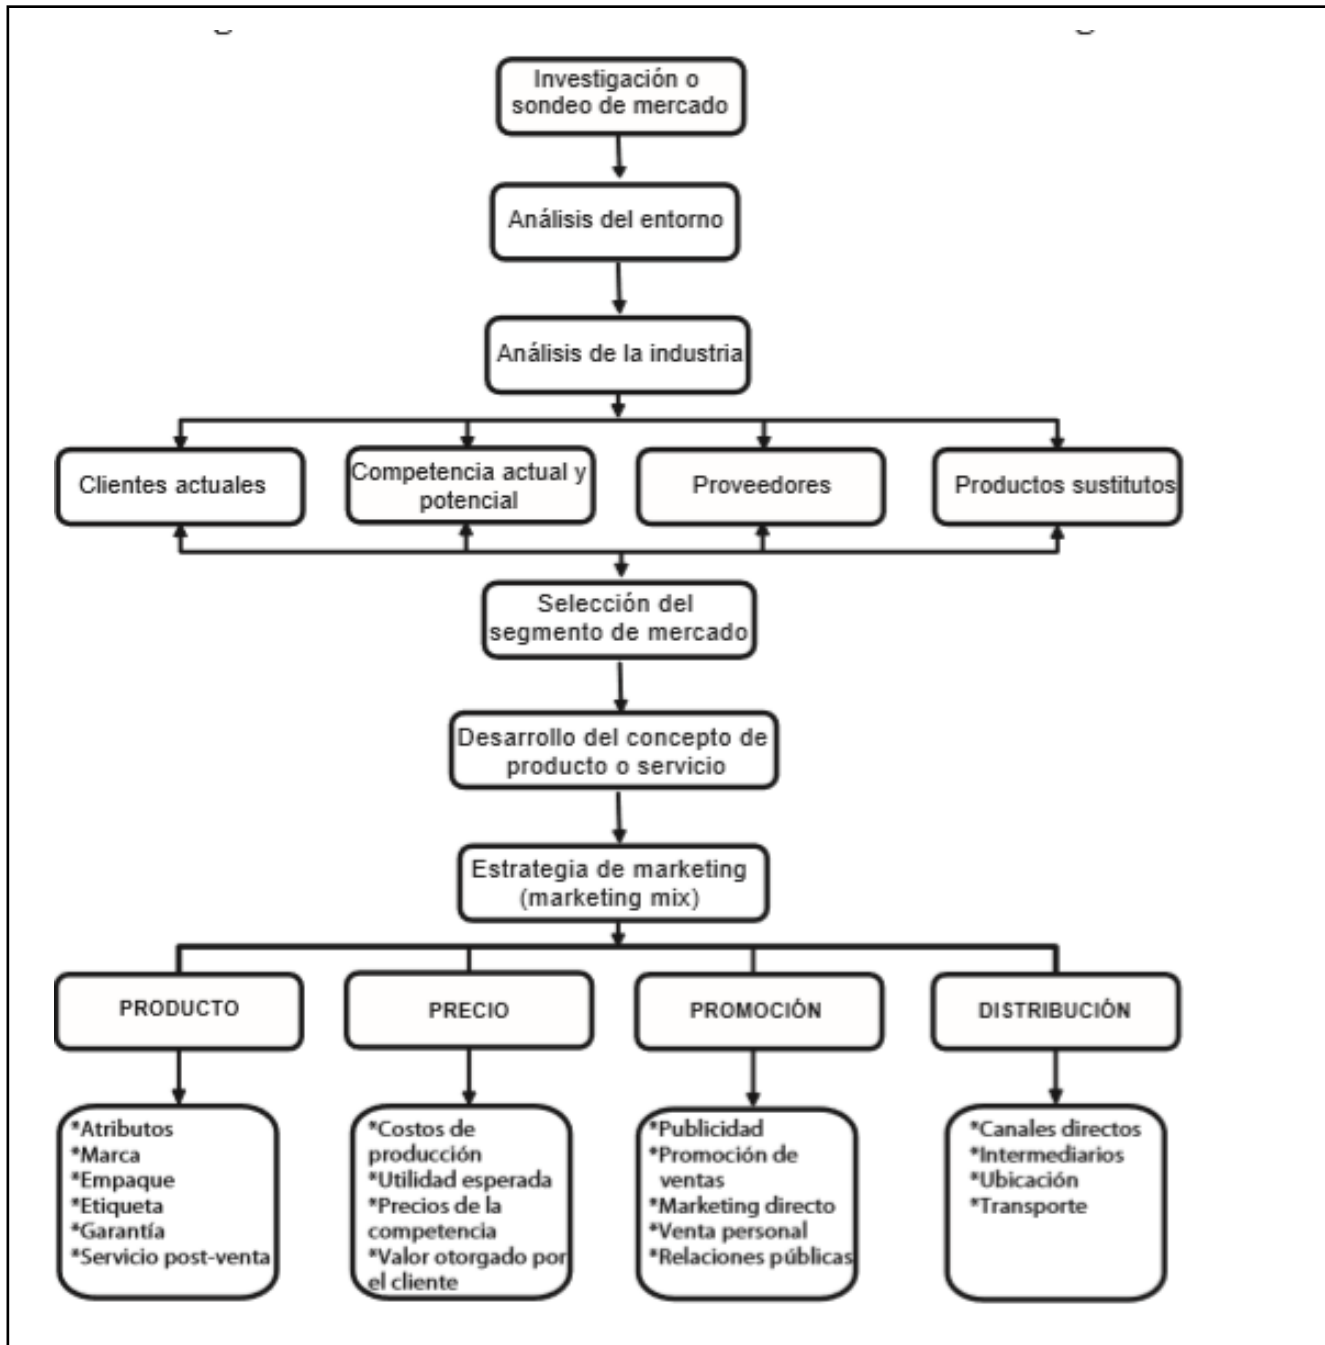 Investigación o
sondeo de mercado
Análisis del entorno
Análisis de la industria
Clientes actuales
Competencia actual y
potencial
Proveedores
Productos sustitutos
Selección del
segmento de mercado
Desarrollo del concepto de
producto o servicio
Estrategia de marketing
(marketing mix)
PRODUCTO
PRECIO
PROMOCIÓN
DISTRIBUCIÓN
*Atributos
*Marca
*Empaque
*Etiqueta
*Garantía
*Servicio post-venta
*Costos de
producción
*Utilidad esperada
*Precios de la
competencia
*Valor otorgado por
el cliente
*Publicidad
*Promoción de
ventas
*Marketing directo
*Venta personal
*Relaciones públicas
*Canales directos
*Intermediarios
*Ubicación
*Transporte